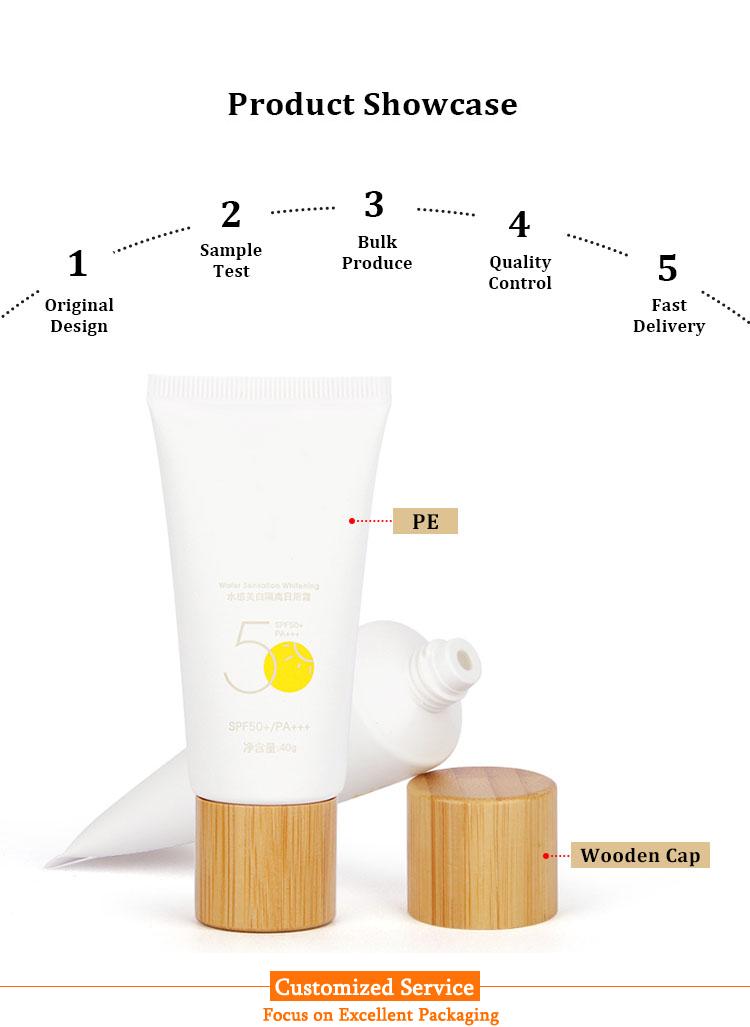 Product Showcase
1
Original
Design
2
Sample
Test
3
Bulk
Produce
4
Quality
Control
5
Fast
Delivery
PE
Water Sensation Whitening
水感美白隔离日用霜
SPF50+
PA+++
50
SPF50+/PA+++
净含量:40g
Wooden Cap
Customized Service
Focus on Excellent Packaging